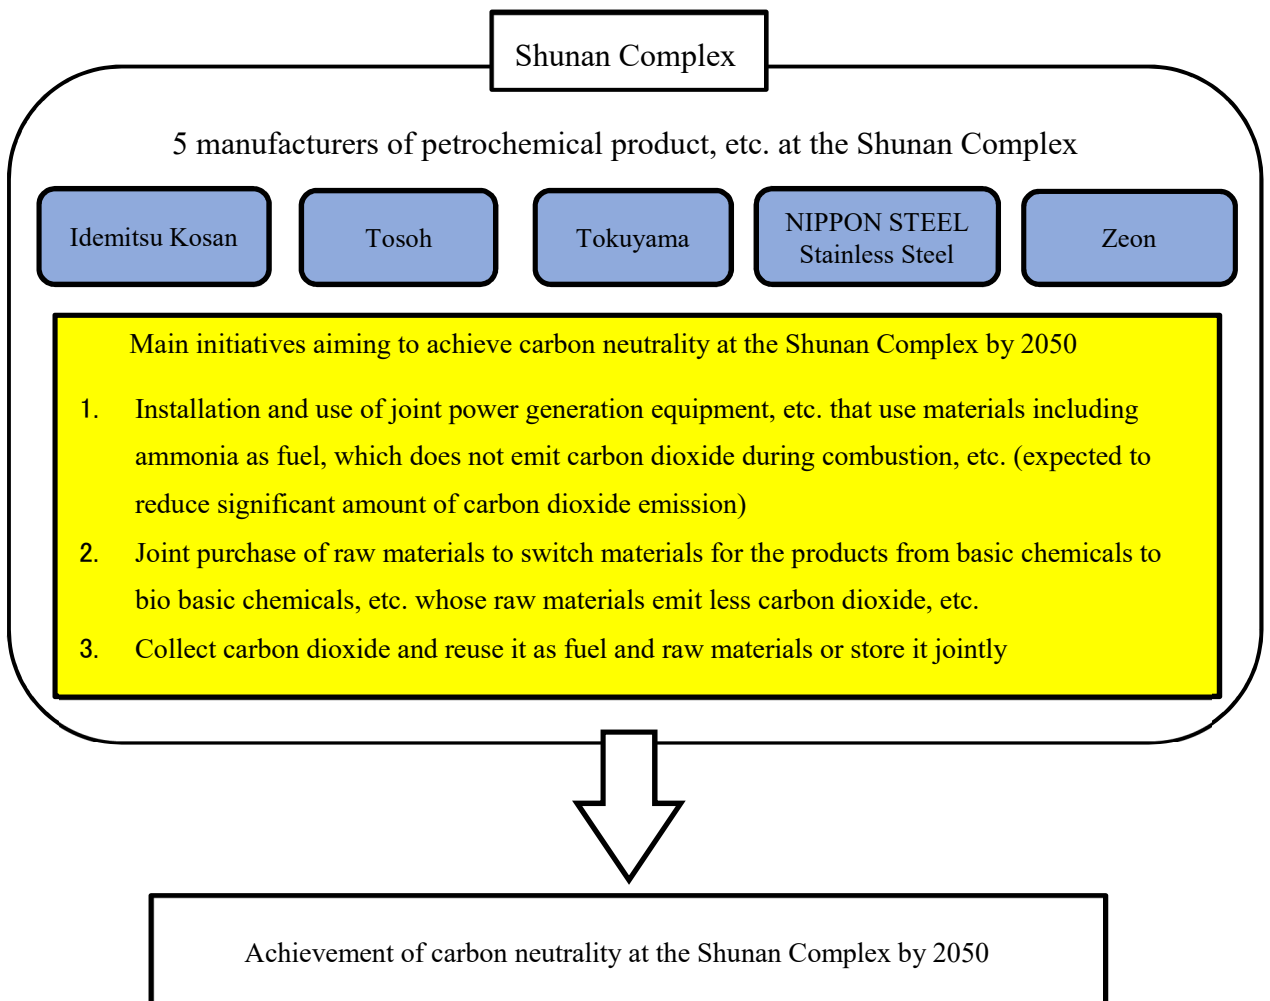 Shunan Complex
5 manufacturers of petrochemical product, etc. at the Shunan Complex
Idemitsu Kosan
Tosoh
Tokuyama
NIPPON STEEL
Stainless Steel
Zeon
Main initiatives aiming to achieve carbon neutrality at the Shunan Complex by 2050
1. Installation and use of joint power generation equipment, etc. that use materials including
ammonia as fuel, which does not emit carbon dioxide during combustion, etc. (expected to
reduce significant amount of carbon dioxide emission)
2. Joint purchase of raw materials to switch materials for the products from basic chemicals to
bio basic chemicals, etc. whose raw materials emit less carbon dioxide, etc.
3. Collect carbon dioxide and reuse it as fuel and raw materials or store it jointly
Achievement of carbon neutrality at the Shunan Complex by 2050